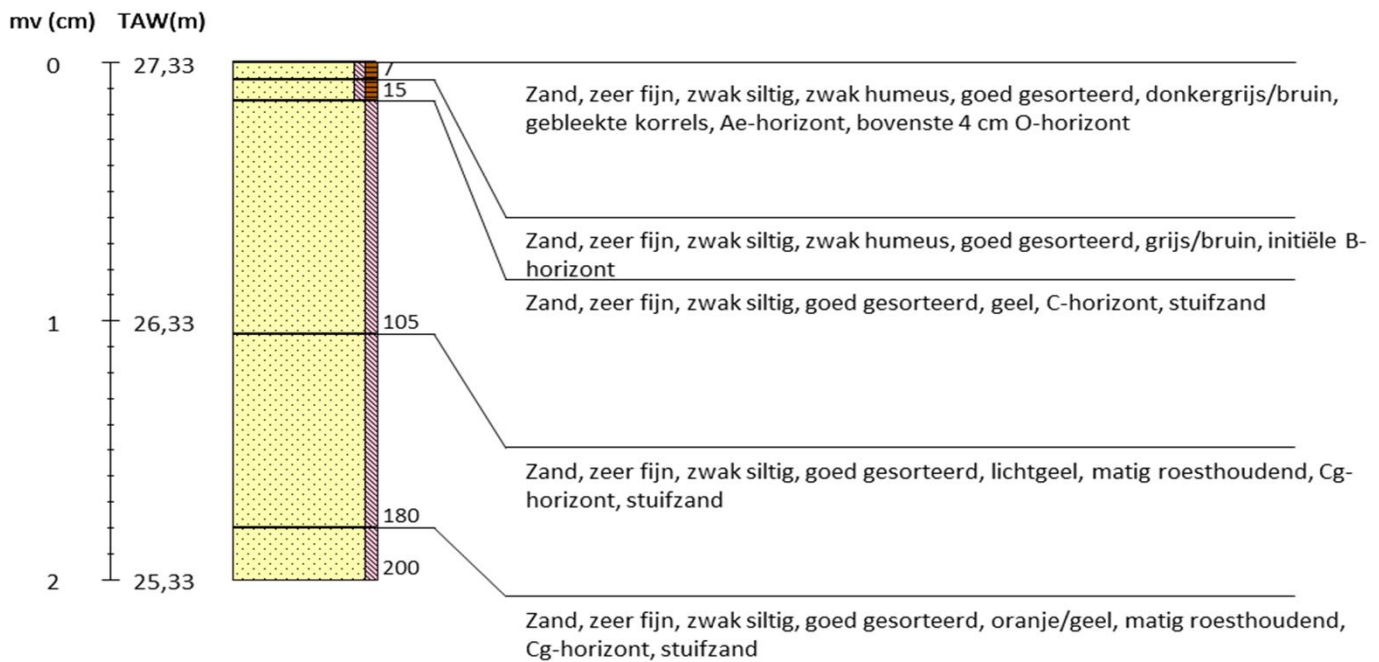 mv (cm) TAW(m)
0 27,33
7
15
Zand, zeer fijn, zwak siltig, zwak humeus, goed gesorteerd, donkergrijs/bruin,
gebleekte korrels, Ae-horizont, bovenste 4 cm O-horizont
Zand, zeer fijn, zwak siltig, zwak humeus, goed gesorteerd, grijs/bruin, initiële B-
horizont
Zand, zeer fijn, zwak siltig, goed gesorteerd, geel, C-horizont, stuifzand
1 26,33
105
Zand, zeer fijn, zwak siltig, goed gesorteerd, lichtgeel, matig roesthoudend, Cg-
horizont, stuifzand
180
200
2 25,33
Zand, zeer fijn, zwak siltig, goed gesorteerd, oranje/geel, matig roesthoudend,
Cg-horizont, stuifzand